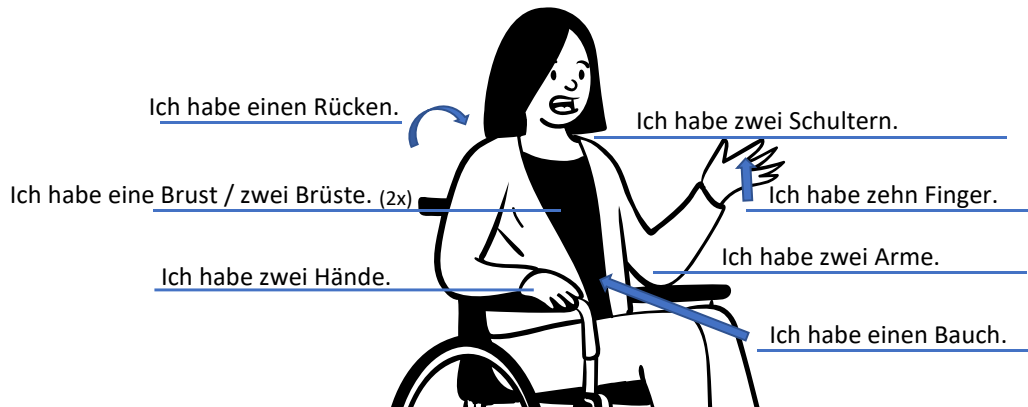 Ich habe einen Rücken.
Ich habe zwei Schultern.
Ich habe eine Brust / zwei Brüste. (2x)
Ich habe zehn Finger.
Ich habe zwei Arme.
Ich habe zwei Hände.
Ich habe einen Bauch.